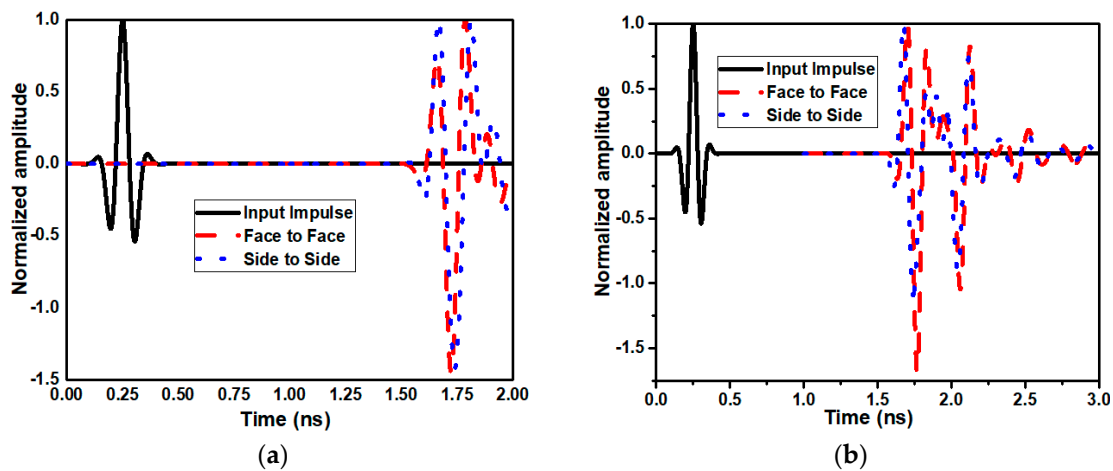 1.0
0.5
0.0
-0.5
-1.0
-1.5
Normalized amplitude
Input Impulse
Face to Face
Side to Side
0.00 0.25 0.50 0.75 1.00 1.25 1.50 1.75 2.00
Time (ns)
(a)
1.0
0.5
0.0
-0.5
-1.0
-1.5
Normalized amplitude
Input Impulse
Face to Face
Side to Side
0.0 0.5 1.0 1.5 2.0 2.5 3.0
Time (ns)
(b)